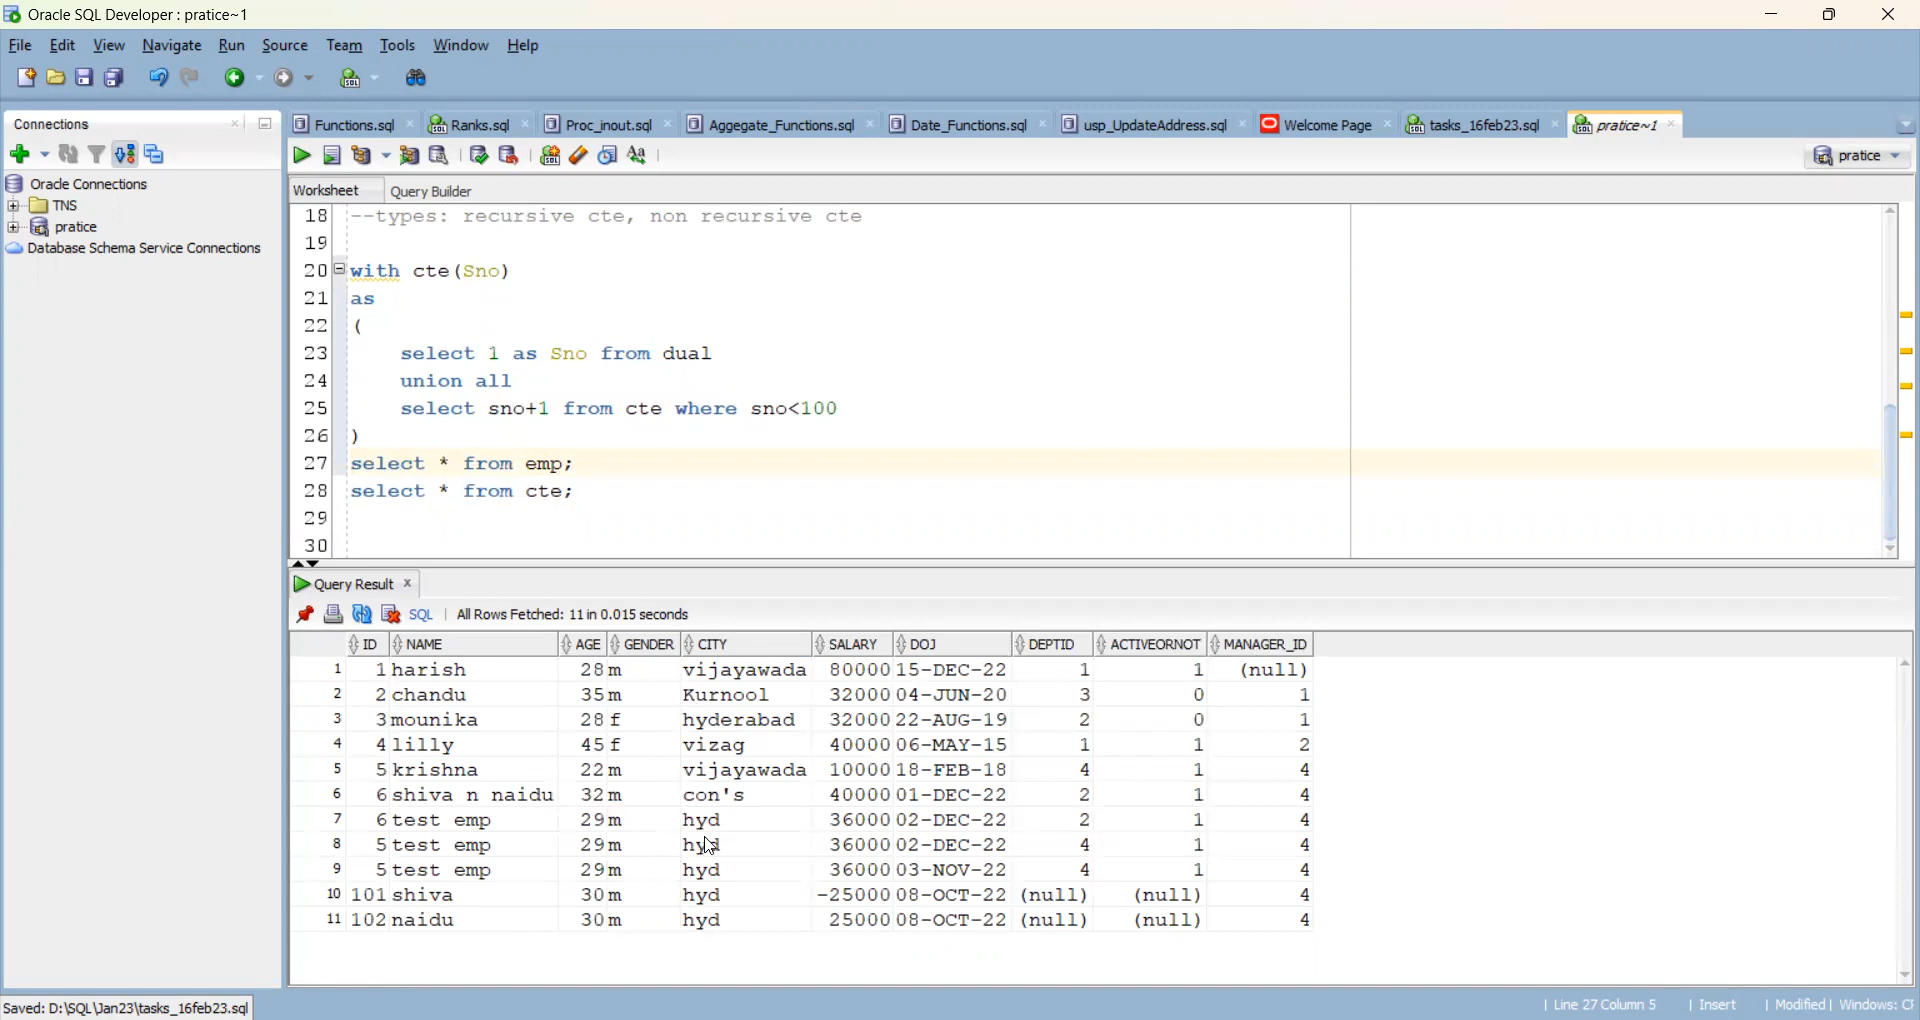 Oracle SQL Developer : pratice~1
File Edit View Navigate Run Source Team Tools Window Help
Connections
Functions.sql Ranks.sql Proc_inout.sql Aggegate_Functions.sql Date_Functions.sql usp_UpdateAddress.sql Welcome Page tasks_16feb23.sql pratice~1
pratice
Oracle Connections
TNS
pratice
Database Schema Service Connections
Worksheet Query Builder
18 --types: recursive cte, non recursive cte
19
20 with cte(Sno)
21 as
22 (
23 select 1 as Sno from dual
24 union all
25 select sno+1 from cte where sno<100
26 )
27 select * from emp;
28 select * from cte;
29
30
Query Result
SQL | All Rows Fetched: 11 in 0.015 seconds
ID NAME AGE GENDER CITY SALARY DOJ DEPTID ACTIVEORNOT MANAGER_ID
1 1 harish 28 m vijayawada 80000 15-DEC-22 1 1 (null)
2 2 chandu 35 m Kurnool 32000 04-JUN-20 3 0 1
3 3 mounika 28 f hyderabad 32000 22-AUG-19 2 0 1
4 4 lilly 45 f vizag 40000 06-MAY-15 1 1 2
5 5 krishna 22 m vijayawada 10000 18-FEB-18 4 1 4
6 6 shiva n naidu 32 m con's 40000 01-DEC-22 2 1 4
7 6 test emp 29 m hyd 36000 02-DEC-22 2 1 4
8 5 test emp 29 m hyd 36000 02-DEC-22 4 1 4
9 5 test emp 29 m hyd 36000 03-NOV-22 4 1 4
10 101 shiva 30 m hyd -25000 08-OCT-22 (null) (null) 4
11 102 naidu 30 m hyd 25000 08-OCT-22 (null) (null) 4
Saved: D:\SQL\Jan23\tasks_16feb23.sql
| Line 27 Column 5 | Insert | Modified | Windows: